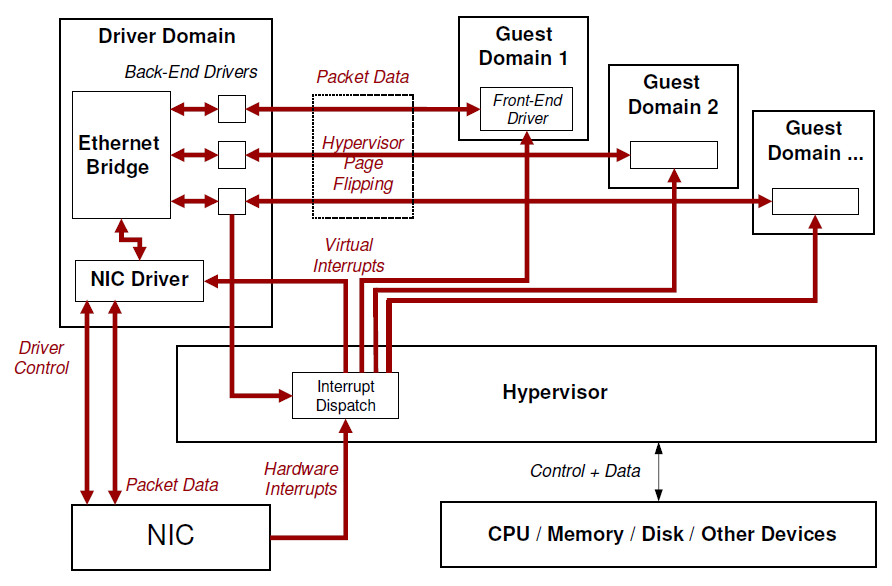 Driver Domain
Back-End Drivers
Ethernet
Bridge
NIC Driver
Packet Data
Hypervisor
Page
Flipping
Guest
Domain 1
Front-End
Driver
Guest
Domain 2
Guest
Domain ...
Virtual
Interrupts
Driver
Control
Interrupt
Dispatch
Hypervisor
Hardware
Interrupts
Packet Data
Control + Data
NIC
CPU / Memory / Disk / Other Devices